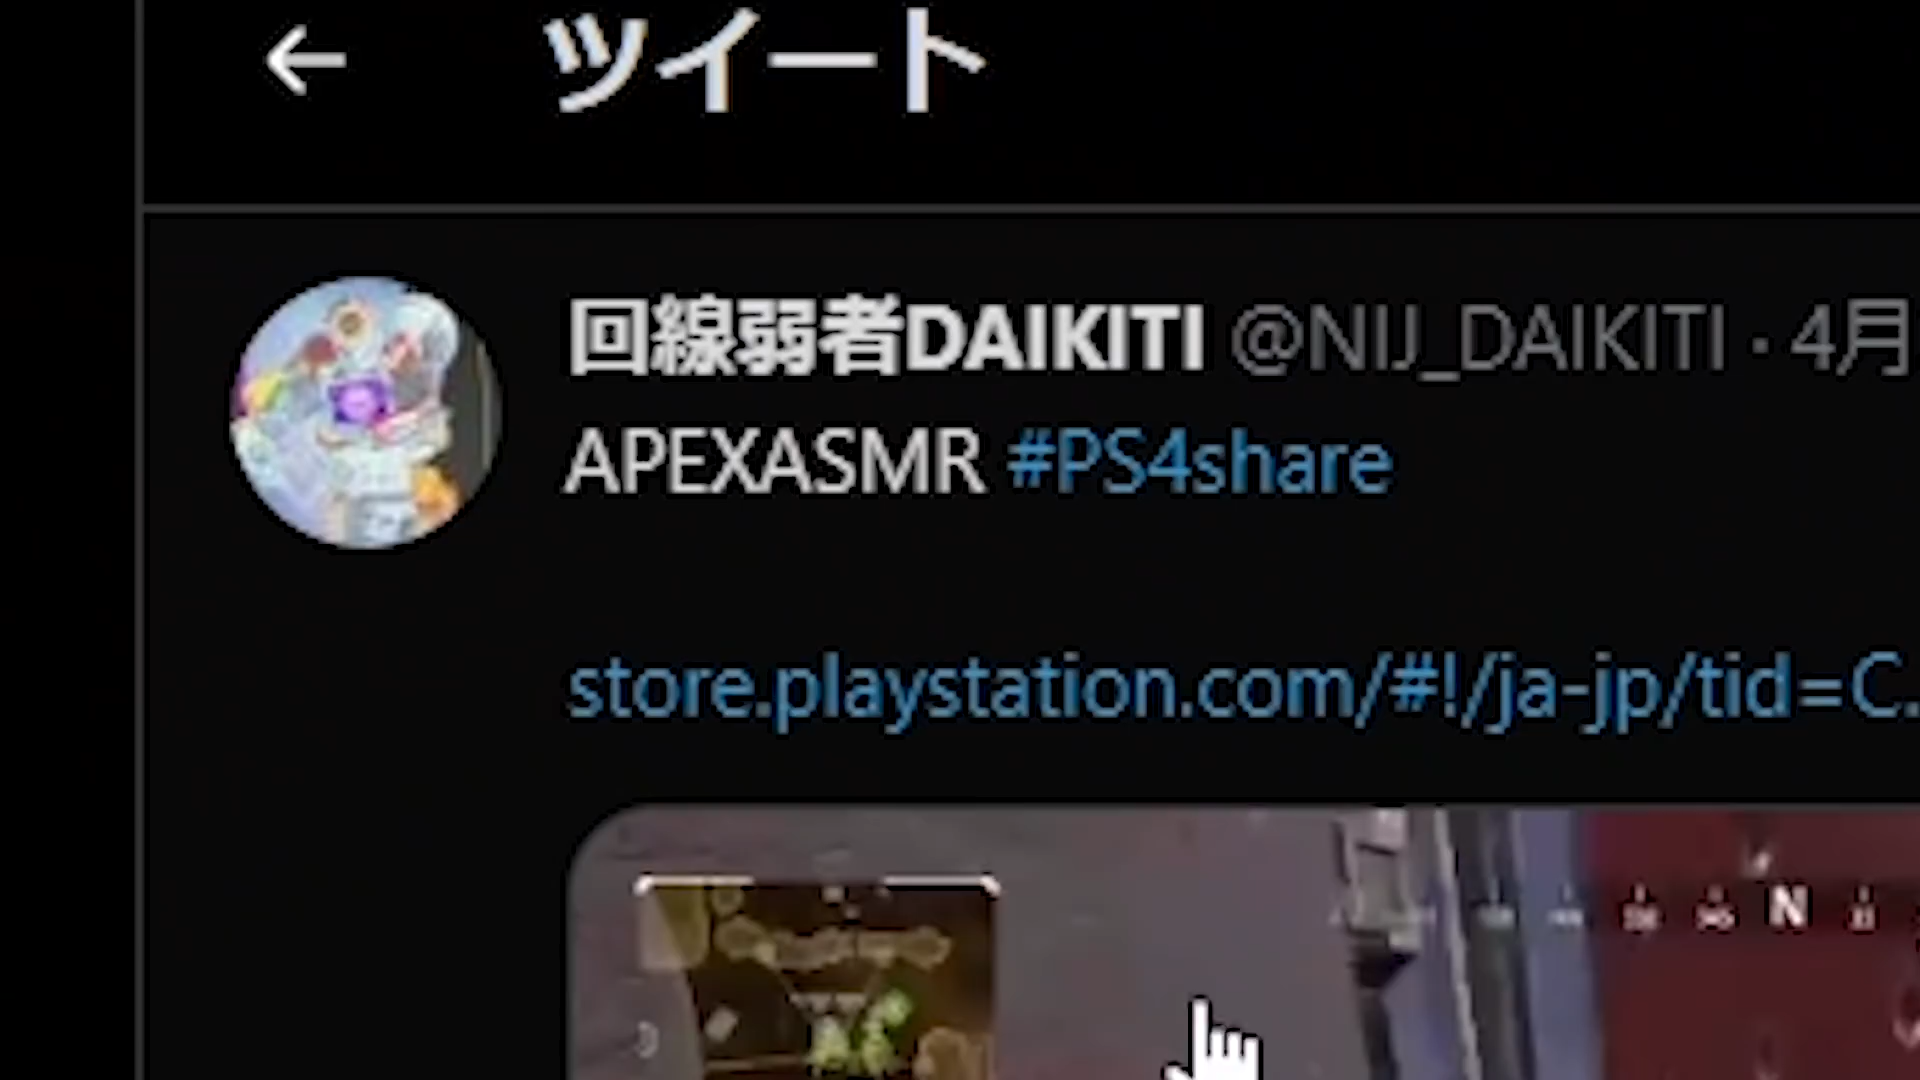 ツイート
回線弱者DAIKITI @NIJ_DAIKITI · 4月
APEXASMR #PS4share
store.playstation.com/#!/ja-jp/tid=C.
N